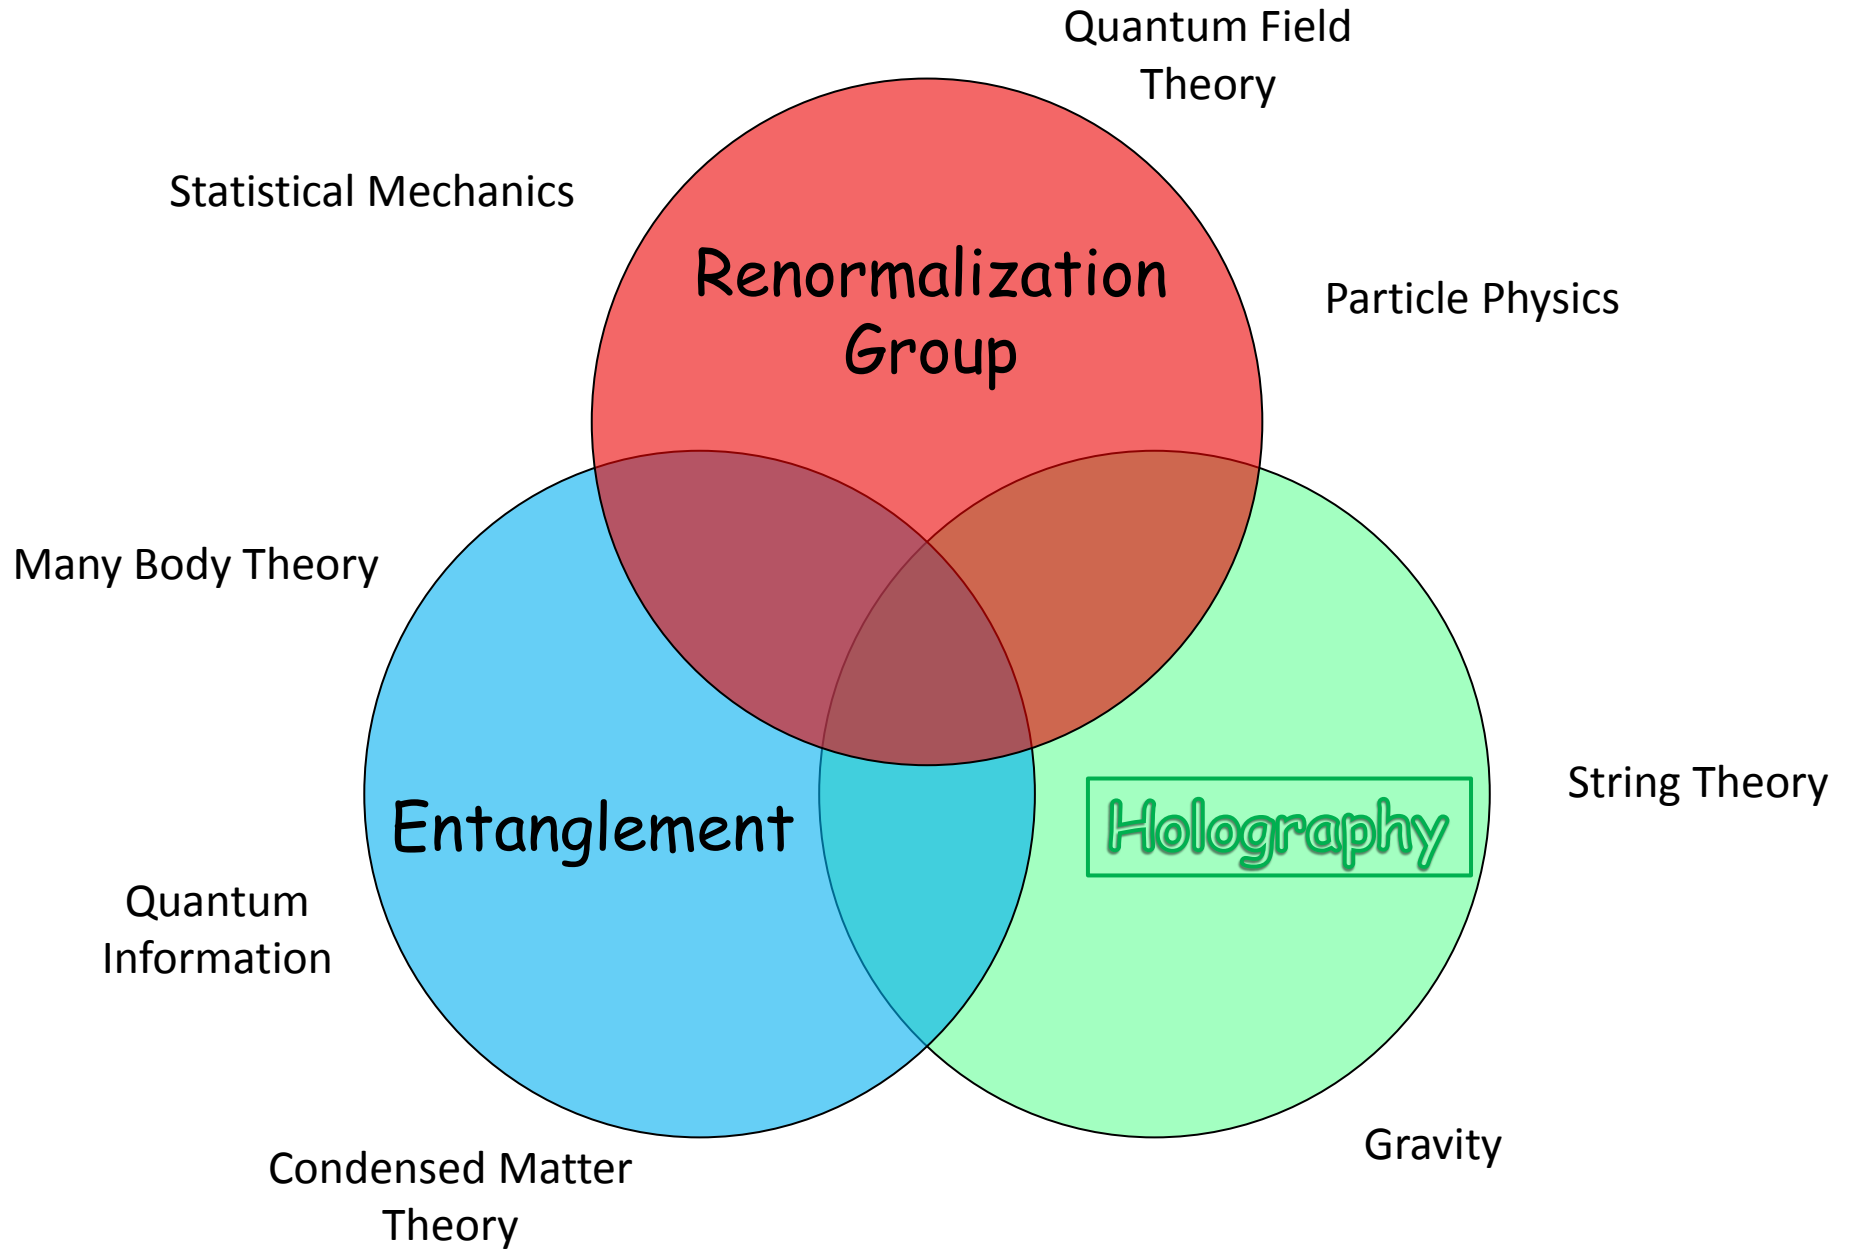 Quantum Field
Theory
Statistical Mechanics
Renormalization
Group
Particle Physics
Many Body Theory
String Theory
Entanglement
Holography
Quantum
Information
Gravity
Condensed Matter
Theory